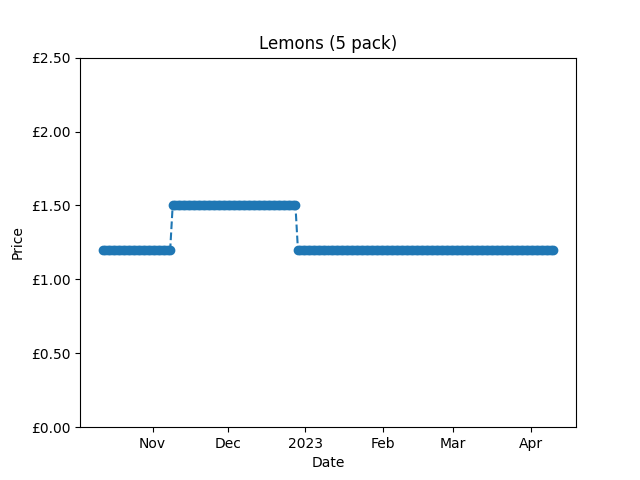 Lemons (5 pack)
£2.50
£2.00
£1.50
£1.00
£0.50
£0.00
Price
Nov Dec 2023 Feb Mar Apr
Date